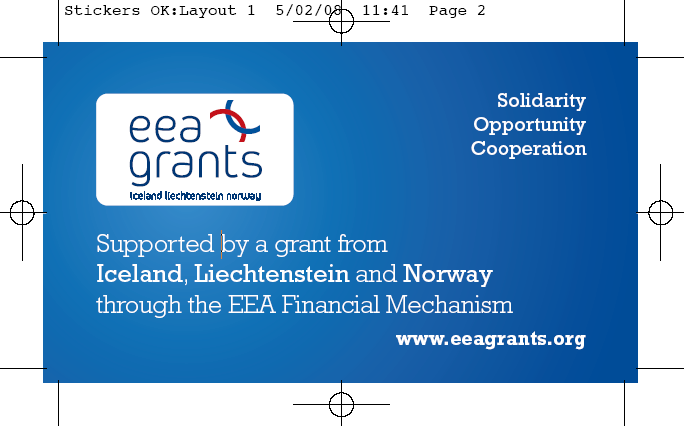 Stickers OK:Layout 1  5/02/08  11:41  Page 2
Solidarity
Opportunity
Cooperation
eea
grants
iceland liechtenstein norway
Supported by a grant from
Iceland, Liechtenstein and Norway
through the EEA Financial Mechanism
www.eeagrants.org